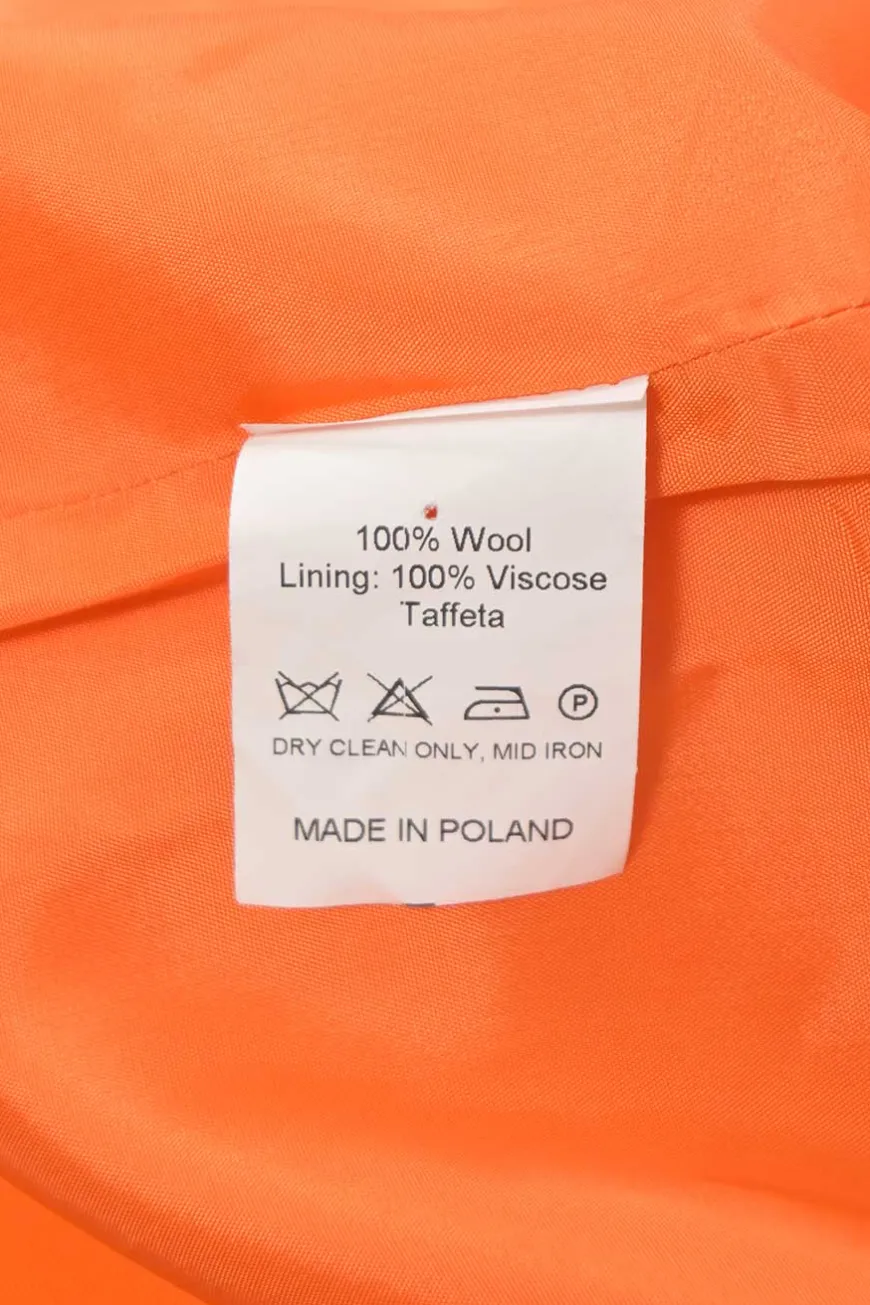 100% Wool
Lining: 100% Viscose
Taffeta
P
DRY CLEAN ONLY, MID IRON
MADE IN POLAND